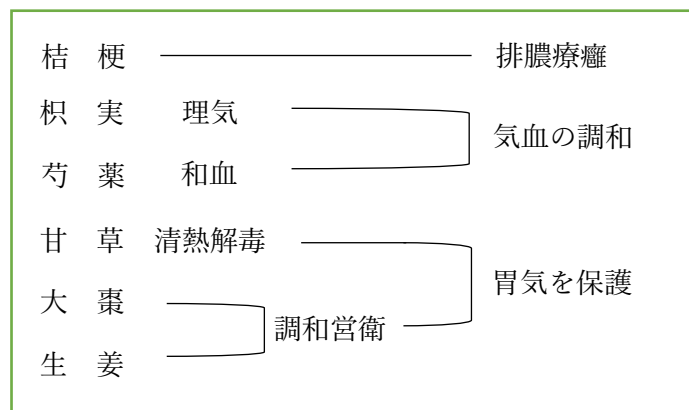 桔　梗　排膿療癰
枳　実　理気
気血の調和
芍　薬　和血
甘　草　清熱解毒
胃気を保護
大　棗
調和営衛
生　姜